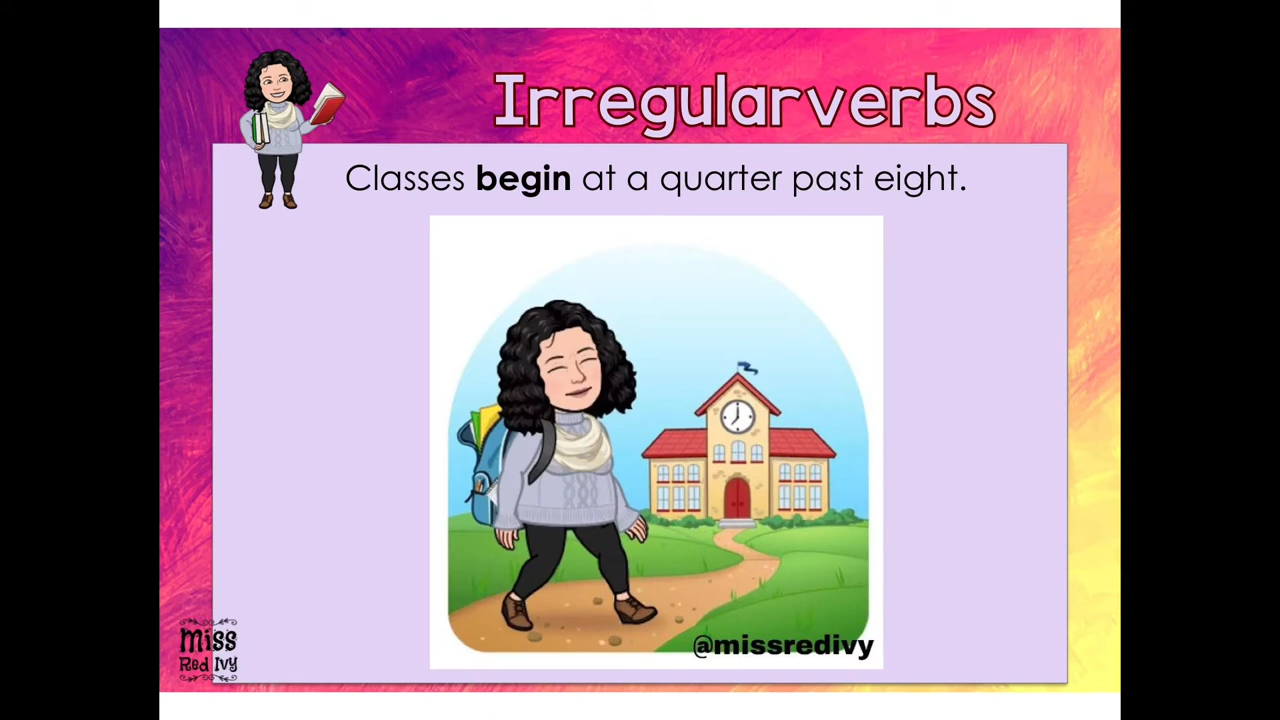 Irregularverbs
Classes begin at a quarter past eight.
@missredivy
Miss
Red Ivy